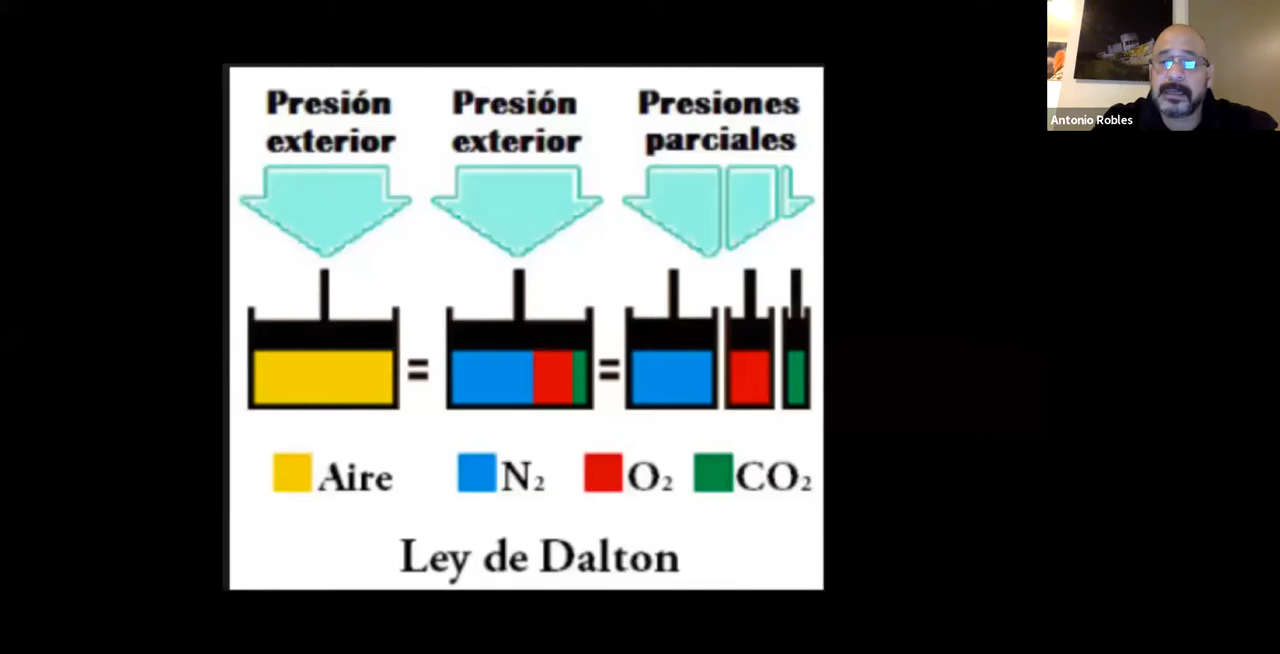 Presión
exterior
Presión
exterior
Presiones
parciales
Antonio Robles
= =
Aire N₂ O₂ CO₂
Ley de Dalton